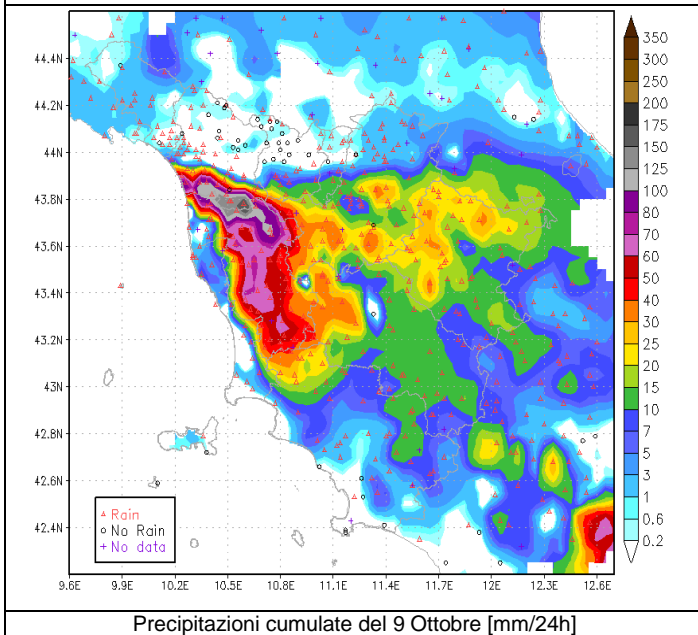 44.4N
44.2N
44N
43.8N
43.6N
43.4N
43.2N
43N
42.8N
42.6N
42.4N
9.6E 9.9E 10.2E 10.5E 10.8E 11.1E 11.4E 11.7E 12E 12.3E 12.6E
Rain
No Rain
No data
350
300
250
200
175
150
125
100
80
70
60
50
40
30
25
20
15
10
7
5
3
1
0.6
0.2
Precipitazioni cumulate del 9 Ottobre [mm/24h]